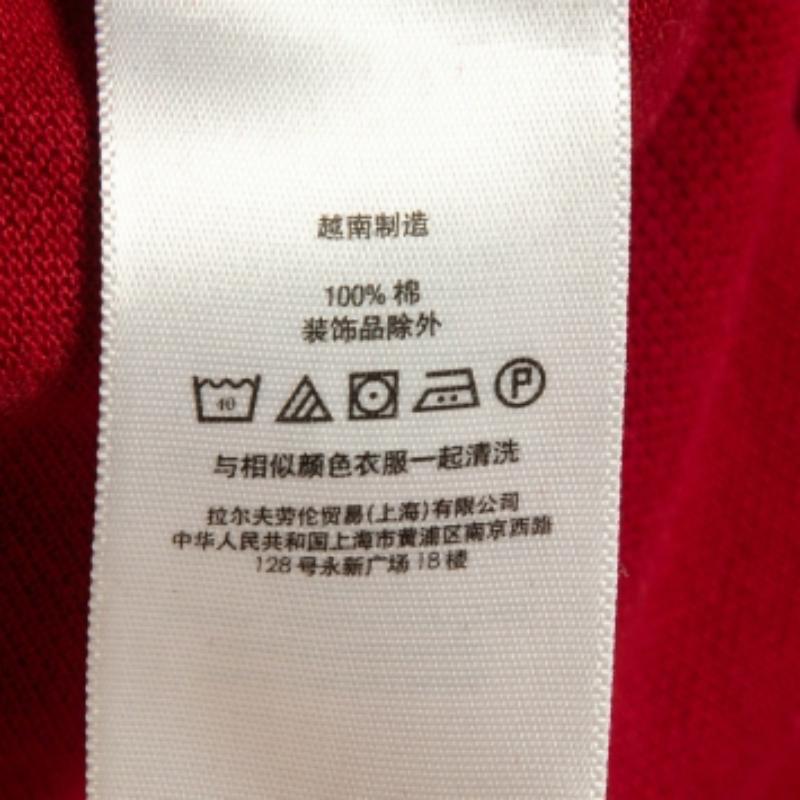 越南制造
100% 棉
装饰品除外
40
P
与相似颜色衣服一起清洗
拉尔夫劳伦贸易(上海)有限公司
中华人民共和国上海市黄浦区南京西路
128 号永新广场 18 楼